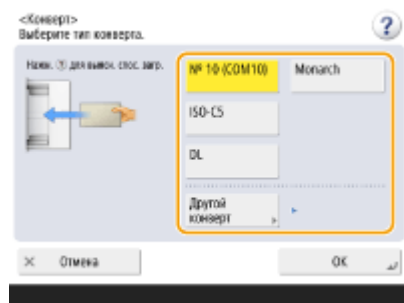 <Конверт>
Выберите тип конверта.
Нажм. ? для выбон. спос. загр.
№ 10 (COM10)
Monarch
ISO-C5
DL
Другой
конверт
× Отмена
OK